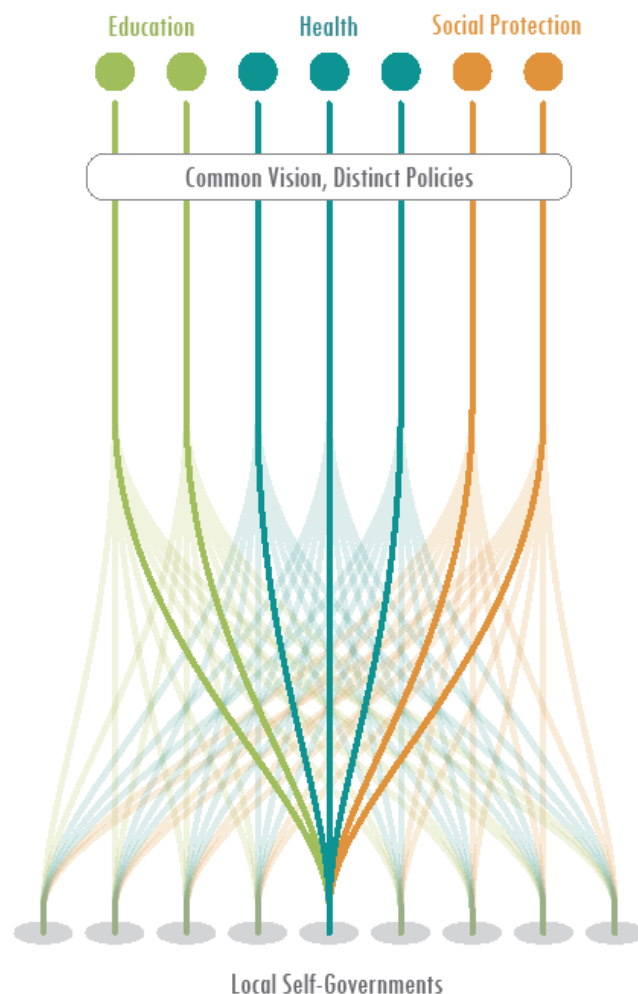 Education
Health
Social Protection
Common Vision, Distinct Policies
Local Self-Governments